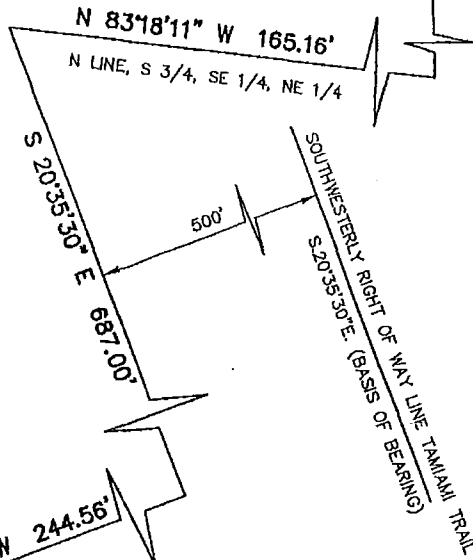 N 83°18'11" W 165.16'
N LINE, S 3/4, SE 1/4, NE 1/4
S 20°35'30" E 687.00'
500'
SOUTHWESTERLY RIGHT OF WAY LINE TAMIAMI TRAIL
S.20°35'30"E. (BASIS OF BEARING)
W 244.56'